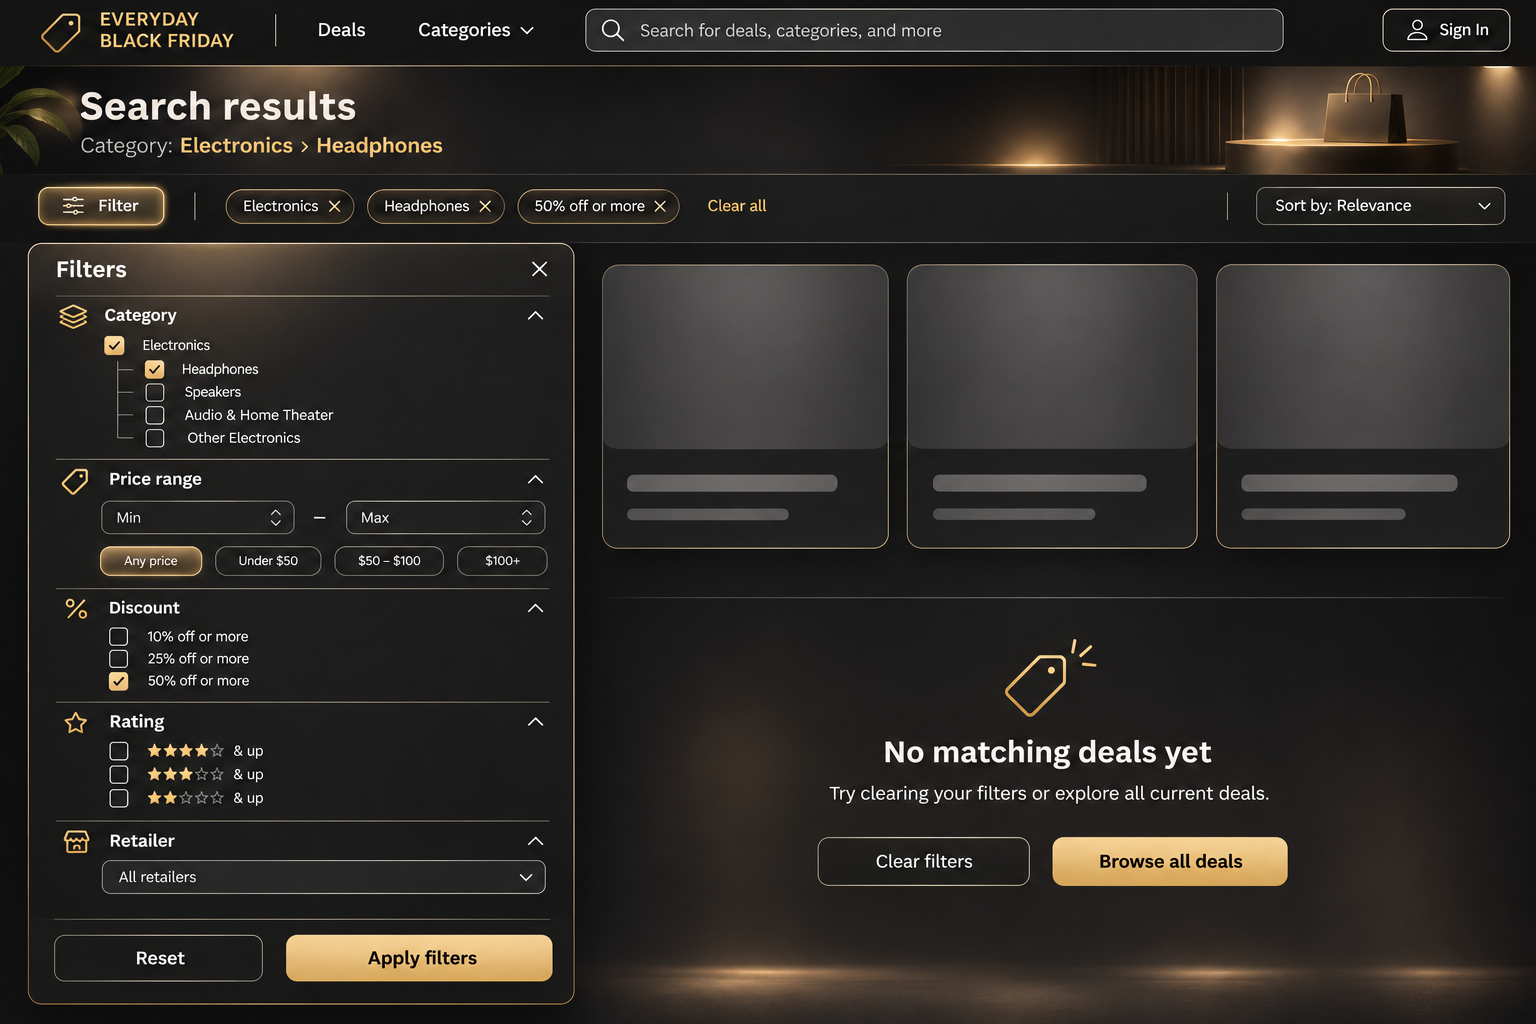 EVERYDAY
BLACK FRIDAY
Deals
Categories
Search for deals, categories, and more
Sign In
Search results
Category: Electronics › Headphones
Filter
Electronics
Headphones
50% off or more
Clear all
Sort by: Relevance
Filters
Category
Electronics
Headphones
Speakers
Audio & Home Theater
Other Electronics
Price range
Min
–
Max
Any price
Under $50
$50 – $100
$100+
Discount
10% off or more
25% off or more
50% off or more
Rating
& up
& up
& up
Retailer
All retailers
Reset
Apply filters
No matching deals yet
Try clearing your filters or explore all current deals.
Clear filters
Browse all deals